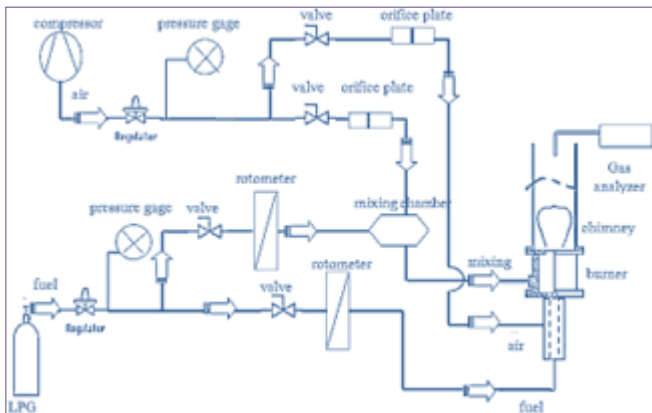 compressor
pressure gage
valve
orifice plate
air
Regulator
valve
orifice plate
Gas
analyzer
rotometer
mixing chamber
pressure gage
valve
chimney
rotometer
mixing
burner
fuel
valve
Regulator
air
LPG
fuel